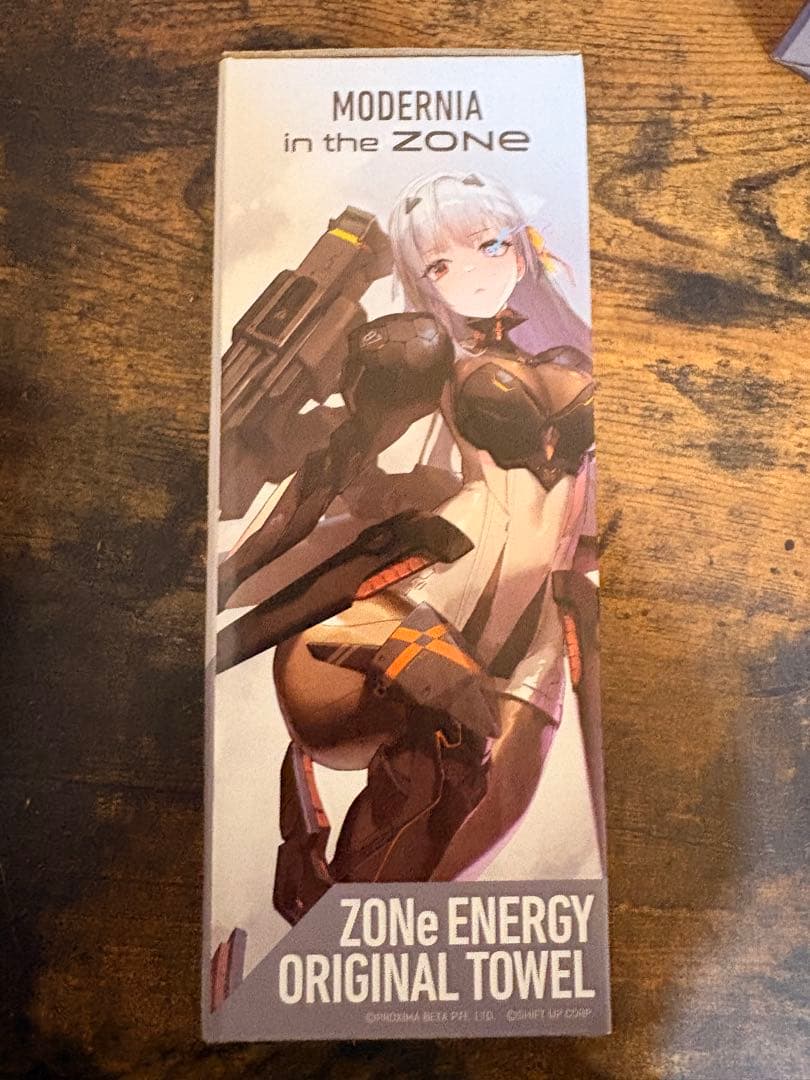 MODERNIA
in the ZONe
ZONe ENERGY
ORIGINAL TOWEL
©PROXIMA BETA PTE. LTD. ©SHIFT UP CORP.